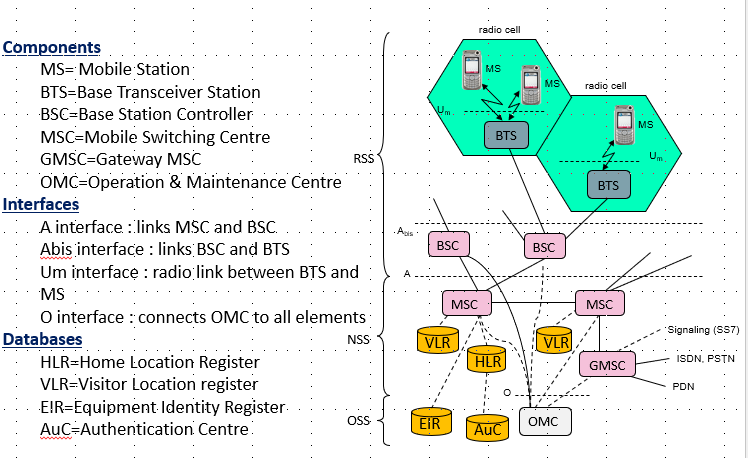 Components
MS= Mobile Station
BTS=Base Transceiver Station
BSC=Base Station Controller
MSC=Mobile Switching Centre
GMSC=Gateway MSC
OMC=Operation & Maintenance Centre
Interfaces
A interface : links MSC and BSC
Abis interface : links BSC and BTS
Um interface : radio link between BTS and
MS
O interface : connects OMC to all elements
Databases
HLR=Home Location Register
VLR=Visitor Location register
EIR=Equipment Identity Register
AuC=Authentication Centre
radio cell
MS
MS
Um
BTS
radio cell
MS
Um
BTS
RSS
Abis
BSC
BSC
A
MSC
MSC
NSS
VLR
HLR
VLR
GMSC
Signaling (SS7)
ISDN, PSTN
PDN
O
OSS
EIR
AuC
OMC